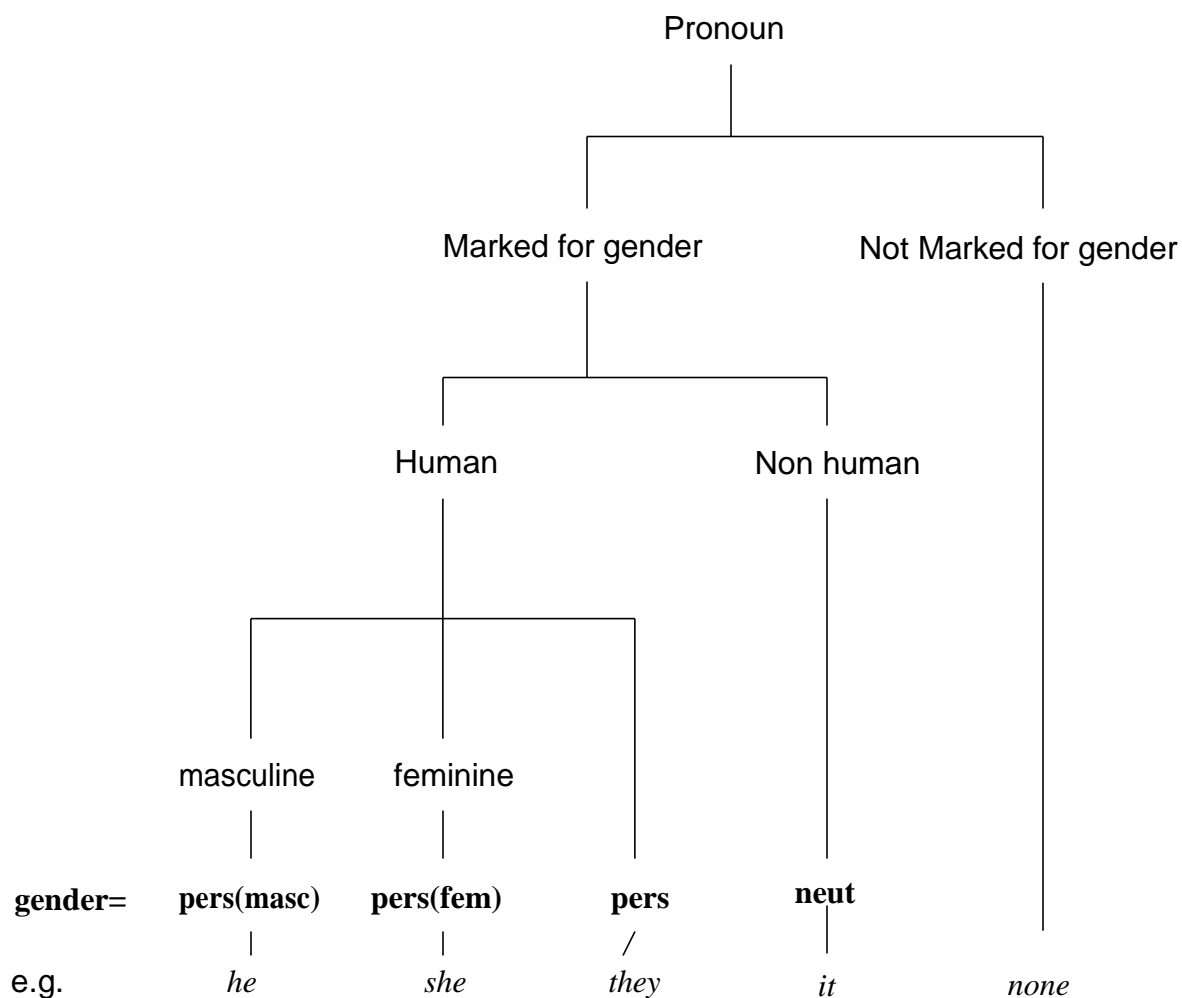 Pronoun
Marked for gender Not Marked for gender
Human Non human
masculine feminine
gender= pers(masc) pers(fem) pers neut
e.g. he she they it none